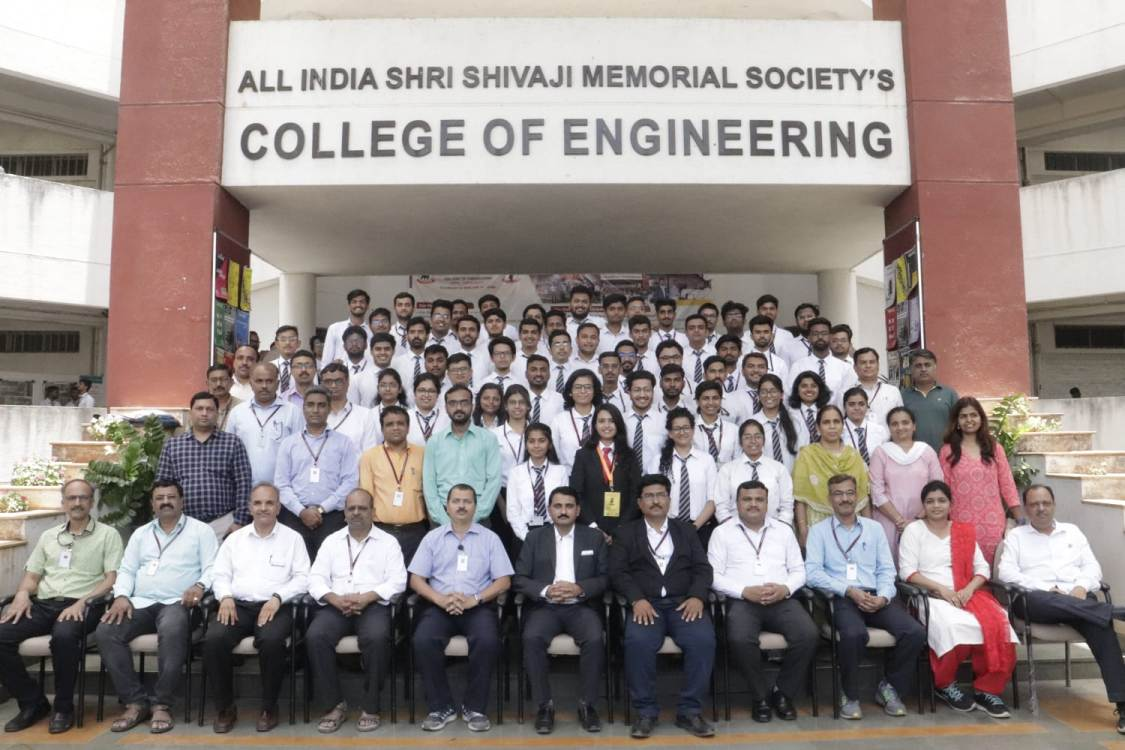 ALL INDIA SHRI SHIVAJI MEMORIAL SOCIETY'S
COLLEGE OF ENGINEERING